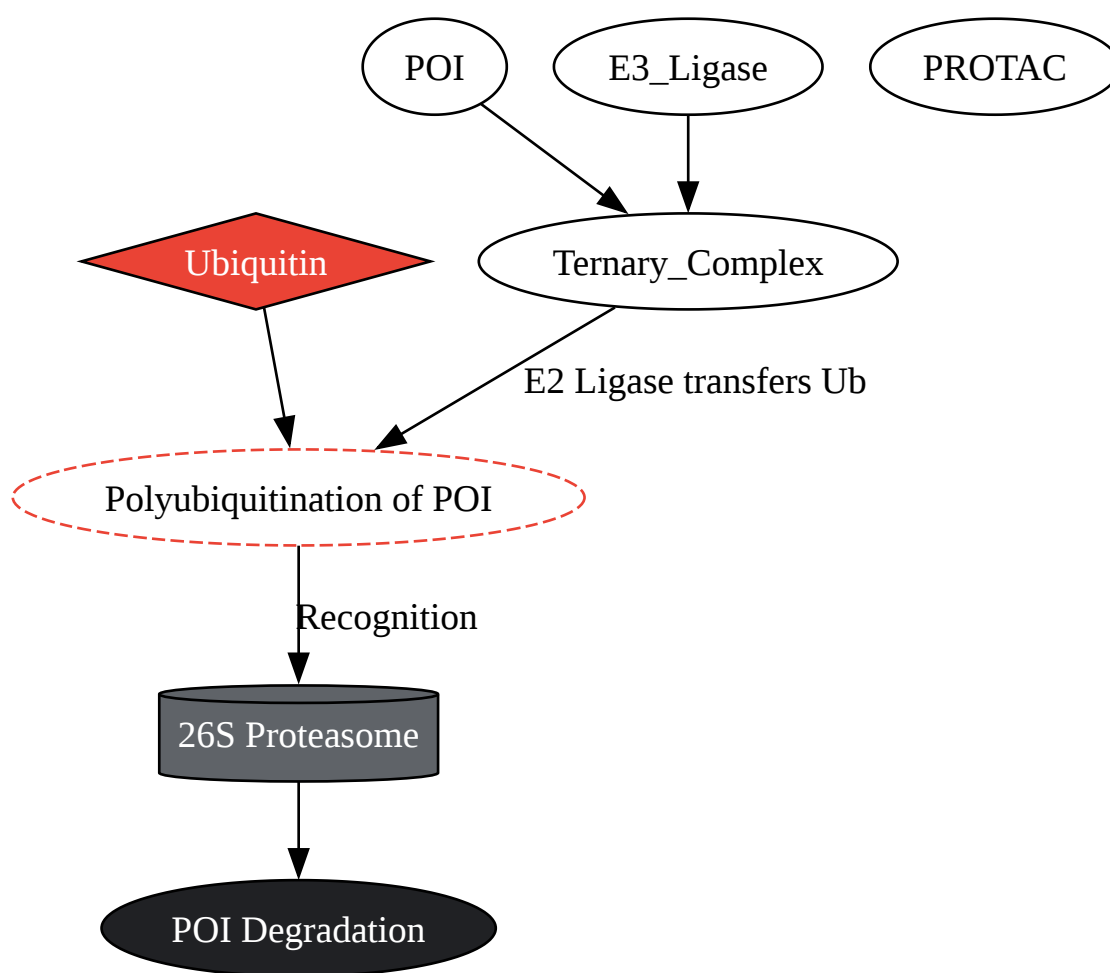 POI
E3_Ligase
PROTAC
Ubiquitin
Ternary_Complex
E2 Ligase transfers Ub
Polyubiquitination of POI
Recognition
26S Proteasome
POI Degradation